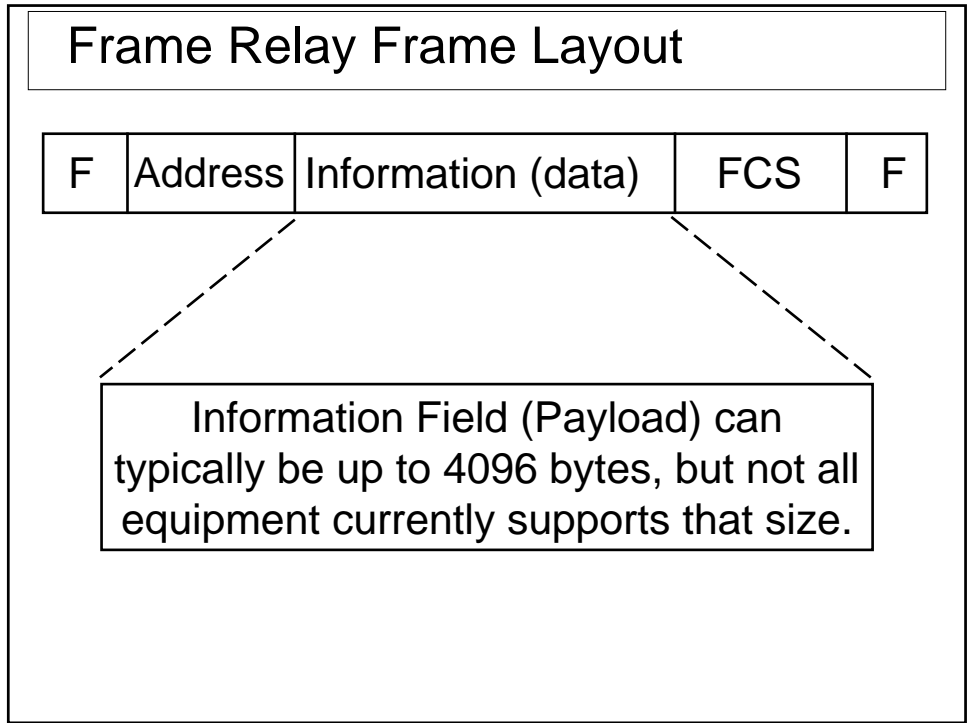 Frame Relay Frame Layout
F Address Information (data) FCS F
Information Field (Payload) can
typically be up to 4096 bytes, but not all
equipment currently supports that size.